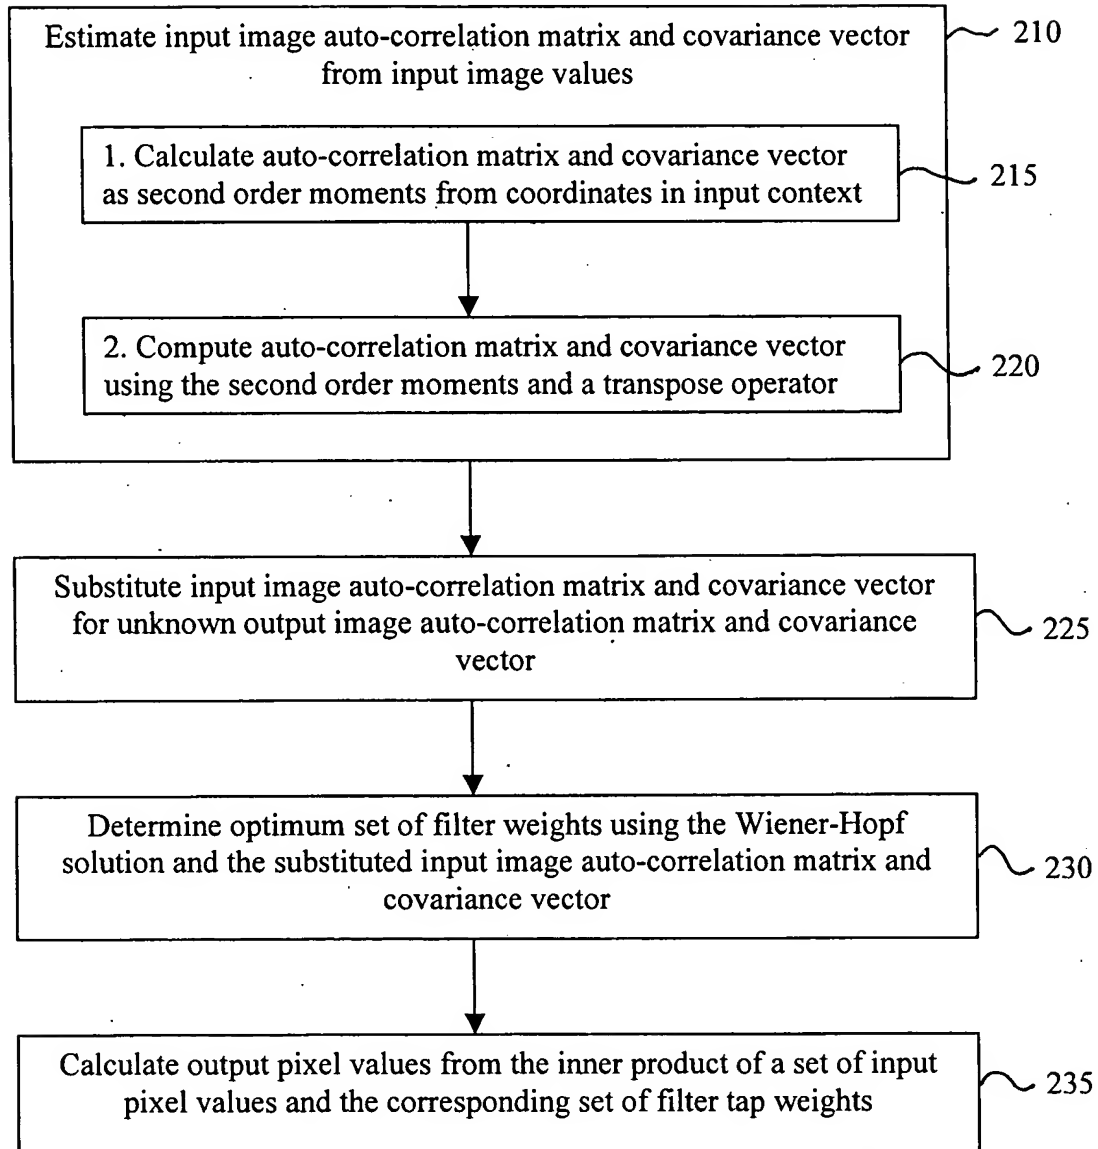 Estimate input image auto-correlation matrix and covariance vector
from input image values
210
1. Calculate auto-correlation matrix and covariance vector
as second order moments from coordinates in input context
215
2. Compute auto-correlation matrix and covariance vector
using the second order moments and a transpose operator
220
Substitute input image auto-correlation matrix and covariance vector
for unknown output image auto-correlation matrix and covariance
vector
225
Determine optimum set of filter weights using the Wiener-Hopf
solution and the substituted input image auto-correlation matrix and
covariance vector
230
Calculate output pixel values from the inner product of a set of input
pixel values and the corresponding set of filter tap weights
235